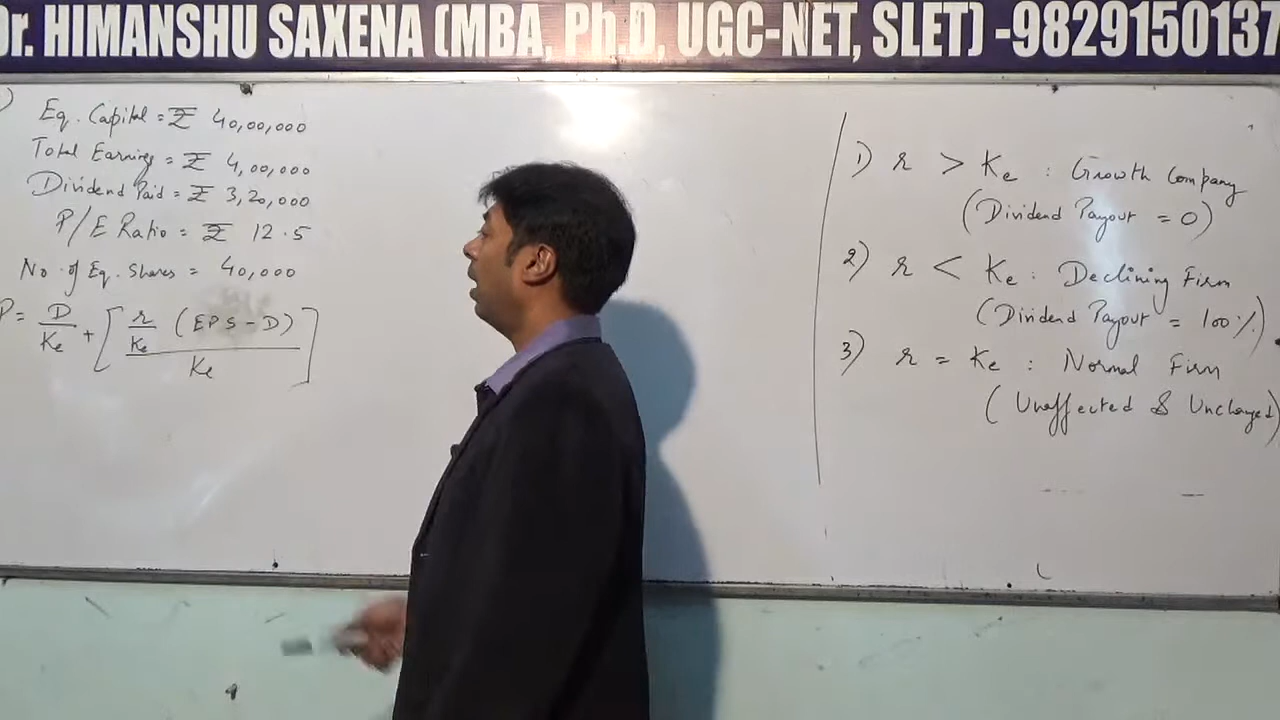 Dr. HIMANSHU SAXENA (MBA, Ph.D, UGC-NET, SLET) -9829150137
) Eq. Capital = ₹ 40,00,000
Total Earnings = ₹ 4,00,000
Dividend Paid = ₹ 3,20,000
P/E Ratio = ₹ 12.5
No. of Eq. Shares = 40,000
P = D/Ke + [ r/Ke (EPS - D) / Ke ]
1) r > Ke : Growth Company
(Dividend Payout = 0)
2) r < Ke : Declining Firm
(Dividend Payout = 100%)
3) r = Ke : Normal Firm
(Unaffected & Unchanged)